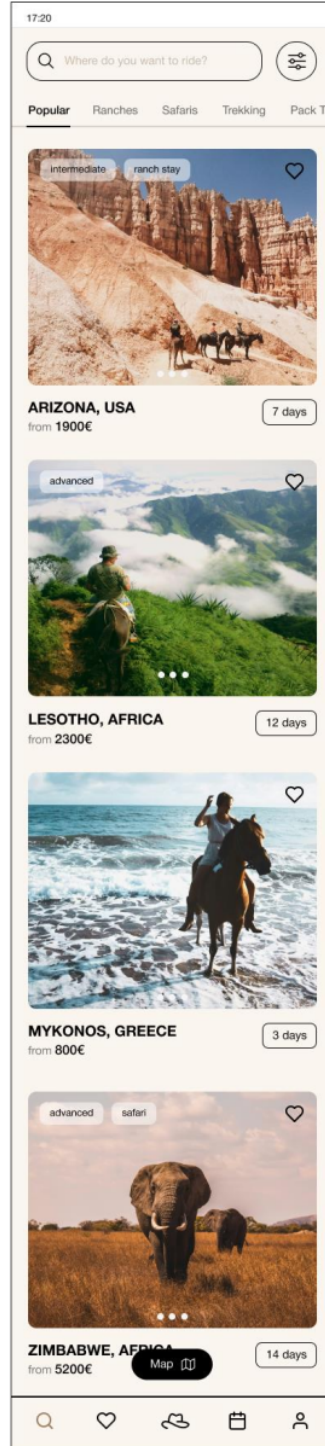 17:20
Where do you want to ride?
Popular Ranches Safaris Trekking Pack T
intermediate ranch stay
ARIZONA, USA
7 days
from 1900€
advanced
LESOTHO, AFRICA
12 days
from 2300€
MYKONOS, GREECE
3 days
from 800€
advanced safari
ZIMBABWE, AFRICA
14 days
from 5200€
Map